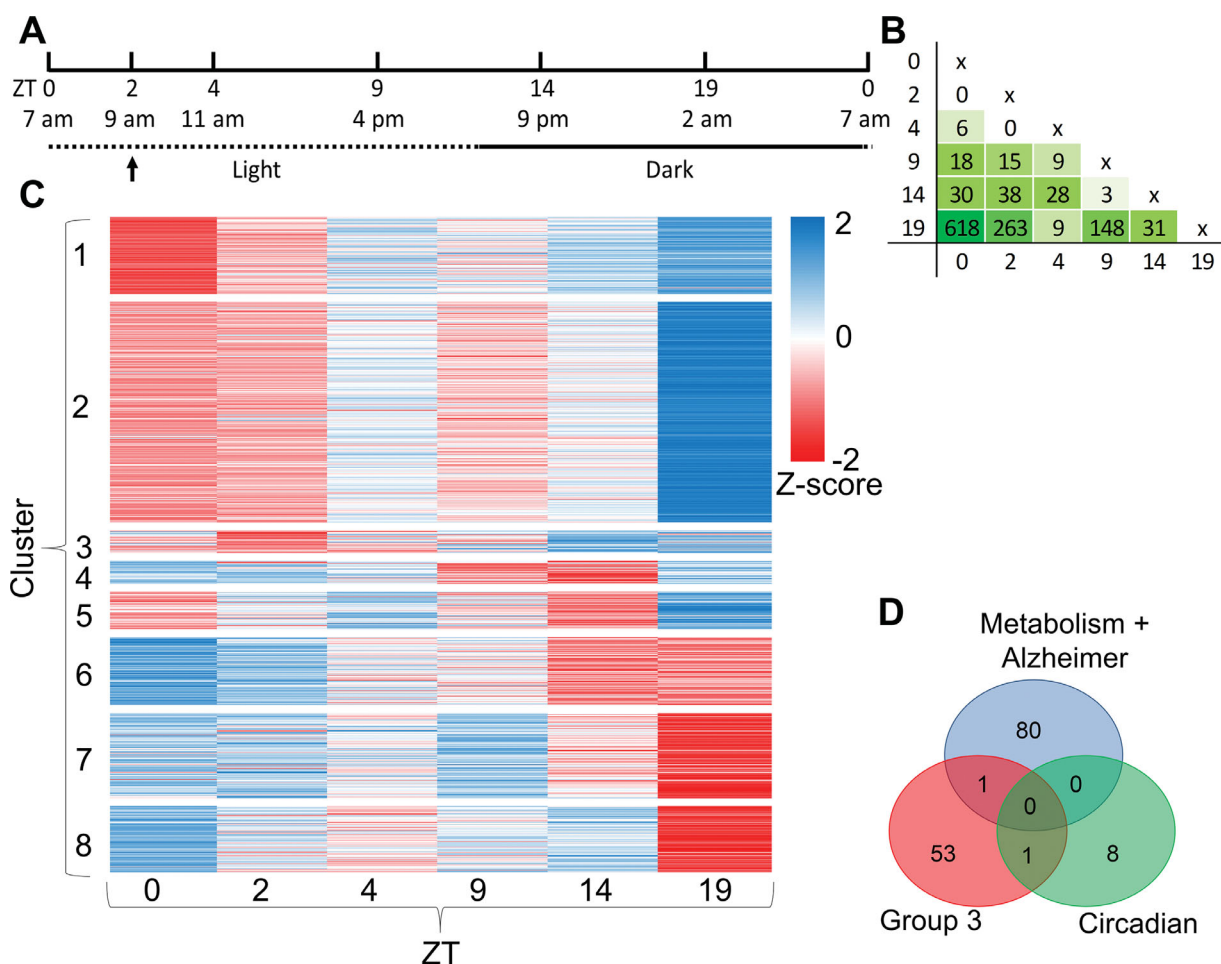 A
ZT 0 2 4 9 14 19 0
7 am 9 am 11 am 4 pm 9 pm 2 am 7 am
Light Dark
B
0 x
2 0 x
4 6 0 x
9 18 15 9 x
14 30 38 28 3 x
19 618 263 9 148 31 x
0 2 4 9 14 19
C
Cluster
1
2
3
4
5
6
7
8
0 2 4 9 14 19
ZT
2
0
-2
Z-score
D
Metabolism +
Alzheimer
80
1 0
0
53 1 8
Group 3 Circadian